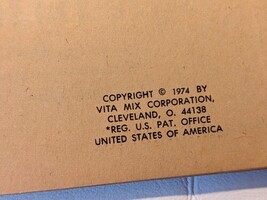 COPYRIGHT © 1974 BY
VITA MIX CORPORATION,
CLEVELAND, O. 44138
*REG. U.S. PAT. OFFICE
UNITED STATES OF AMERICA